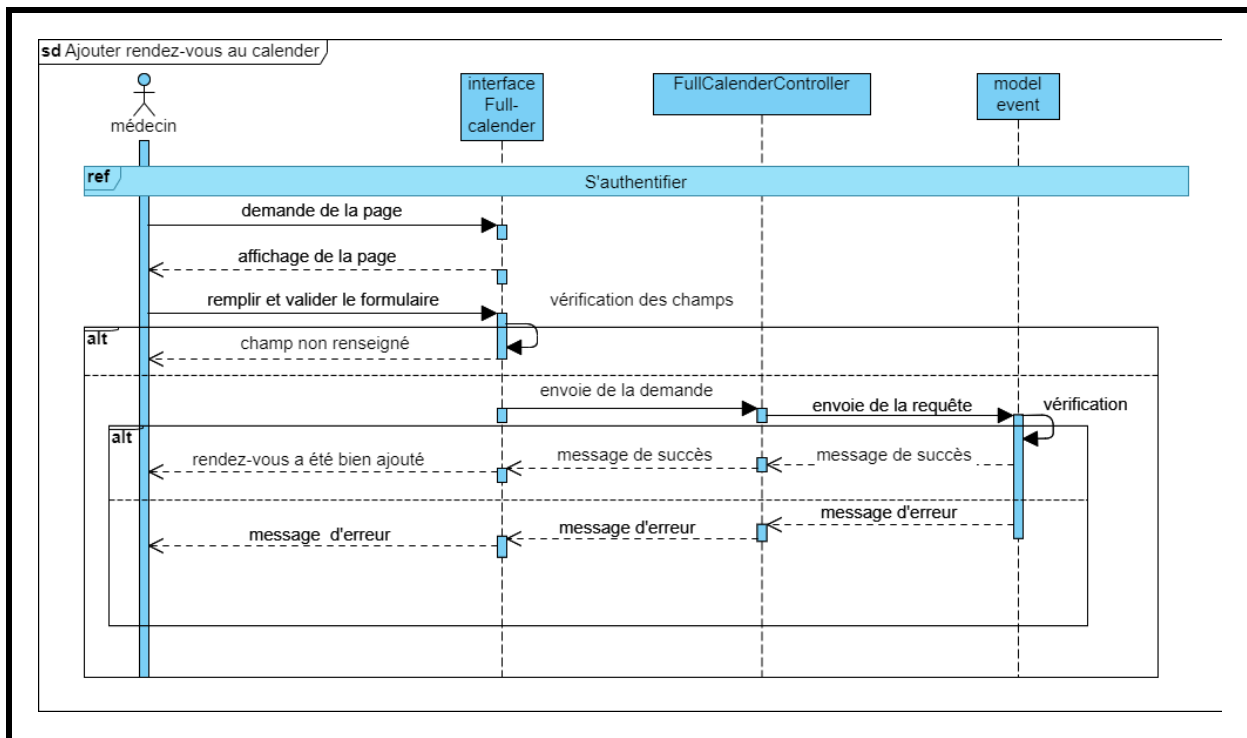 sd Ajouter rendez-vous au calender
médecin
interface
Full-
calender
FullCalenderController
model
event
ref
S'authentifier
demande de la page
affichage de la page
remplir et valider le formulaire
vérification des champs
alt
champ non renseigné
envoie de la demande
envoie de la requête
vérification
alt
rendez-vous a été bien ajouté
message de succès
message de succès
message d'erreur
message d'erreur
message d'erreur